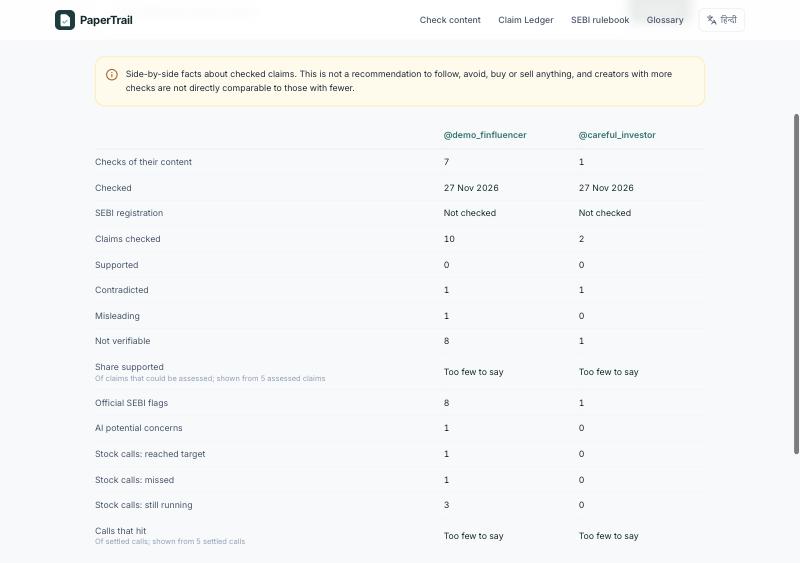 PaperTrail
Check content Claim Ledger SEBI rulebook Glossary हिन्दी
Side-by-side facts about checked claims. This is not a recommendation to follow, avoid, buy or sell anything, and creators with more
checks are not directly comparable to those with fewer.
@demo_finfluencer @careful_investor
Checks of their content 7 1
Checked 27 Nov 2026 27 Nov 2026
SEBI registration Not checked Not checked
Claims checked 10 2
Supported 0 0
Contradicted 1 1
Misleading 1 0
Not verifiable 8 1
Share supported
Of claims that could be assessed; shown from 5 assessed claims
Too few to say Too few to say
Official SEBI flags 8 1
AI potential concerns 1 0
Stock calls: reached target 1 0
Stock calls: missed 1 0
Stock calls: still running 3 0
Calls that hit
Of settled calls; shown from 5 settled calls
Too few to say Too few to say